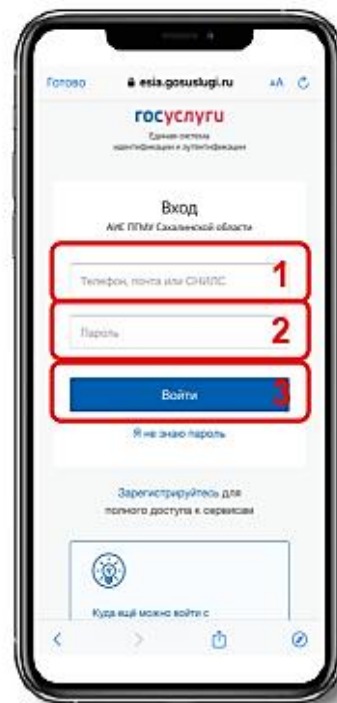 Готово esia.gosuslugi.ru аА
госуслуги
Единая система
идентификации и аутентификации
Вход
АИС ППМУ Сахалинской области
Телефон, почта или СНИЛС 1
Пароль 2
Войти 3
Я не знаю пароль
Зарегистрируйтесь для
полного доступа к сервисам
Куда ещё можно войти с